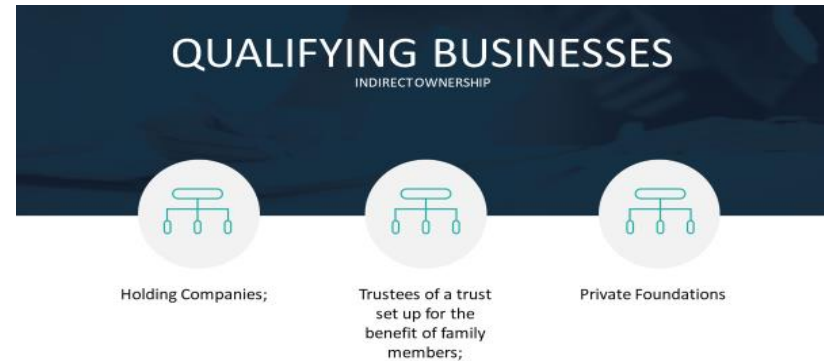 QUALIFYING BUSINESSES
INDIRECTOWNERSHIP
Holding Companies;
Trustees of a trust
set up for the
benefit of family
members;
Private Foundations